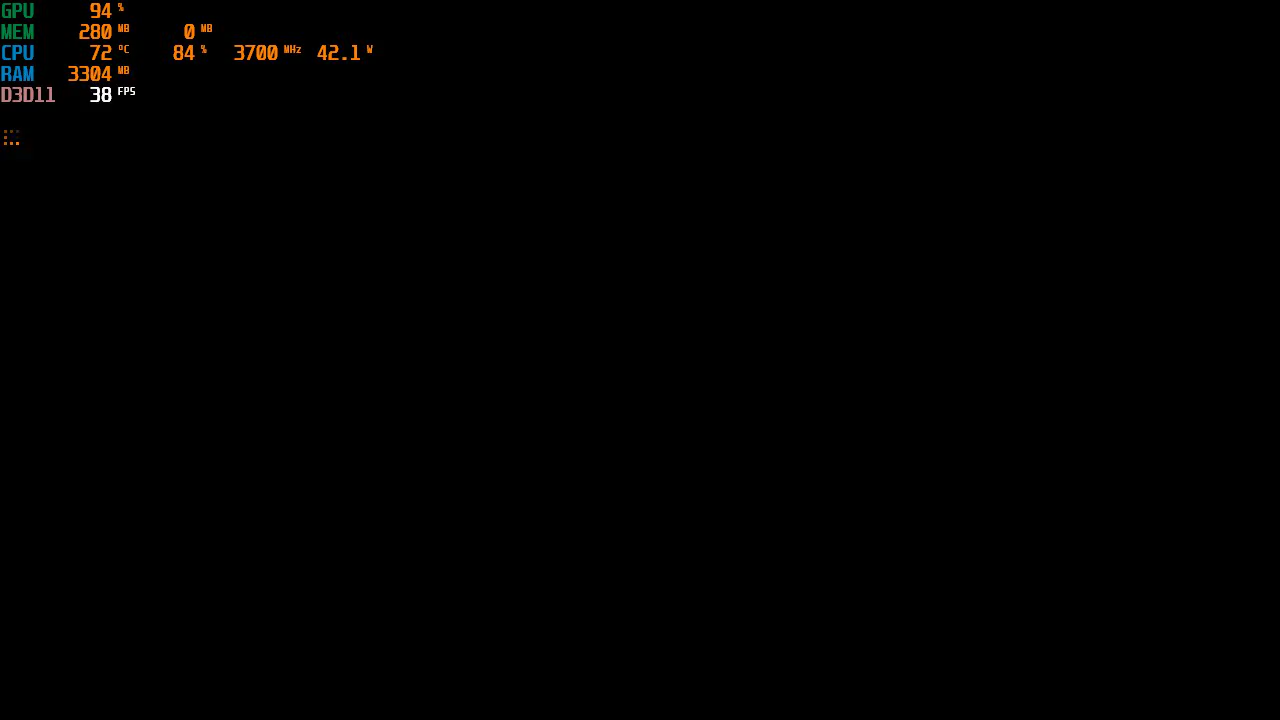 GPU 94 %
MEM 280 MB 0 MB
CPU 72 °C 84 % 3700 MHz 42.1 W
RAM 3304 MB
D3D11 38 FPS